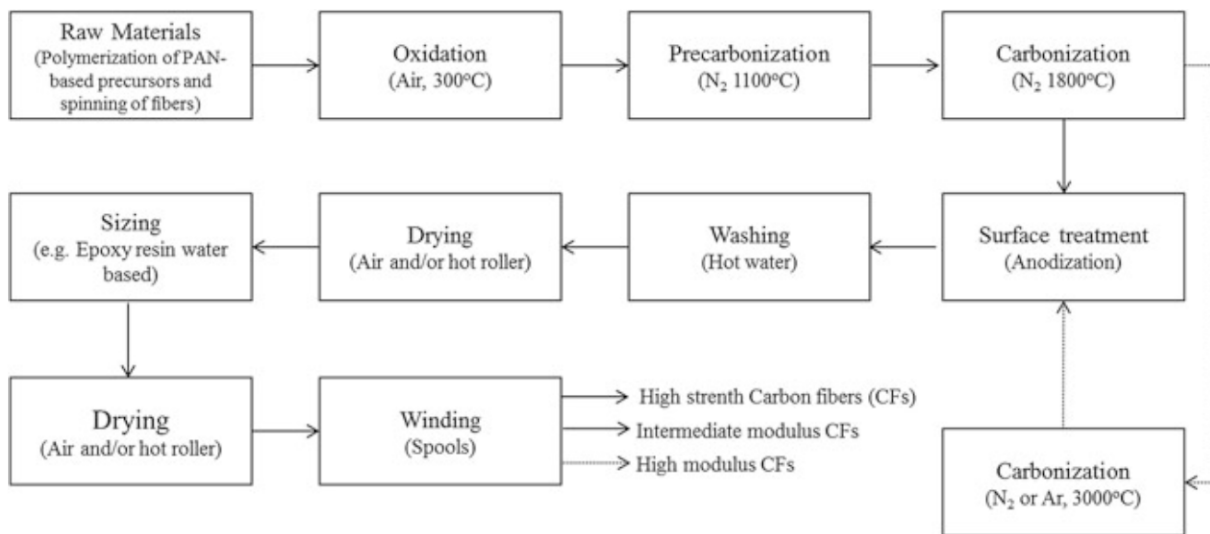 Raw Materials
(Polymerization of PAN-
based precursors and
spinning of fibers)
Oxidation
(Air, 300°C)
Precarbonization
(N₂ 1100°C)
Carbonization
(N₂ 1800°C)
Sizing
(e.g. Epoxy resin water
based)
Drying
(Air and/or hot roller)
Washing
(Hot water)
Surface treatment
(Anodization)
Drying
(Air and/or hot roller)
Winding
(Spools)
High strenth Carbon fibers (CFs)
Intermediate modulus CFs
High modulus CFs
Carbonization
(N₂ or Ar, 3000°C)